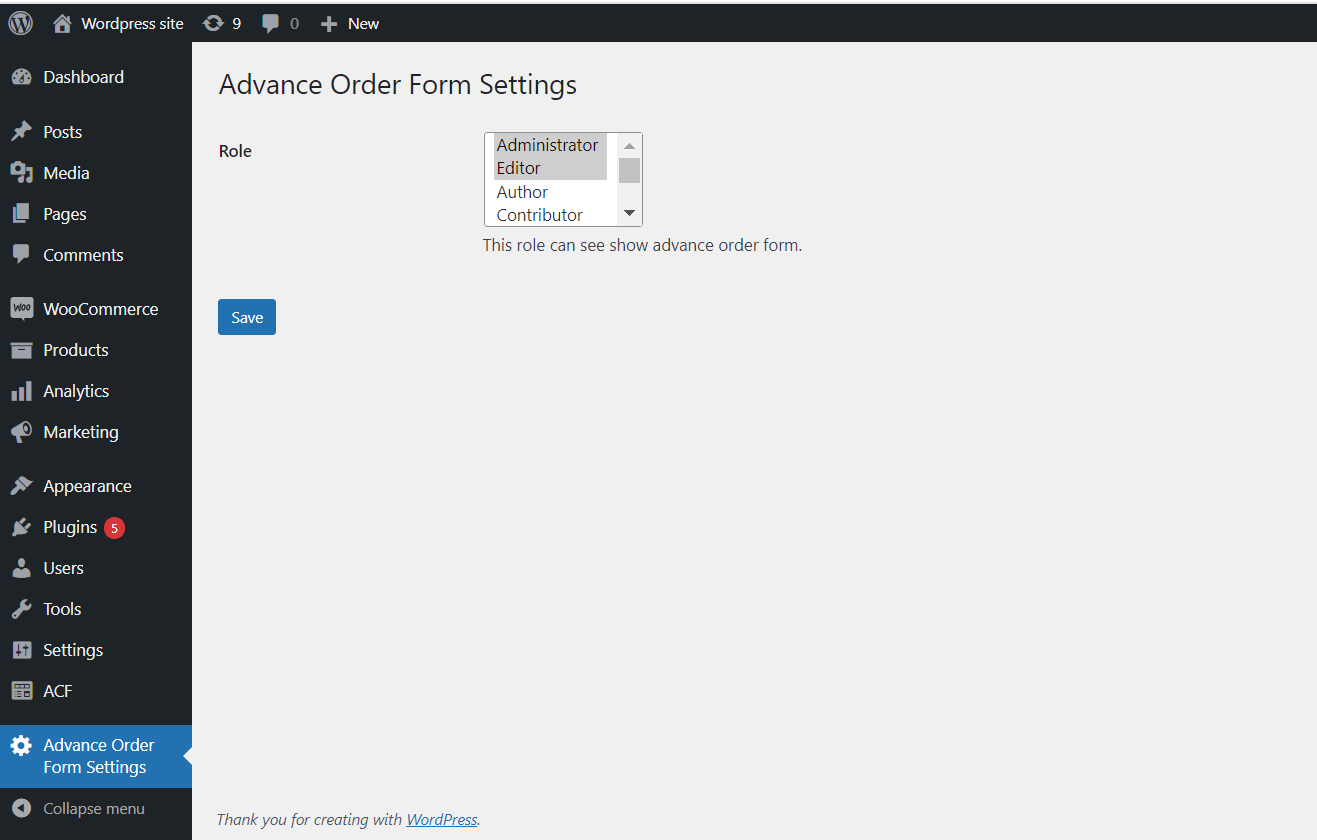 Wordpress site 9 0 New
Dashboard
Posts
Media
Pages
Comments
WooCommerce
Products
Analytics
Marketing
Appearance
Plugins 5
Users
Tools
Settings
ACF
Advance Order
Form Settings
Collapse menu
Advance Order Form Settings
Role
Administrator
Editor
Author
Contributor
This role can see show advance order form.
Save
Thank you for creating with WordPress.